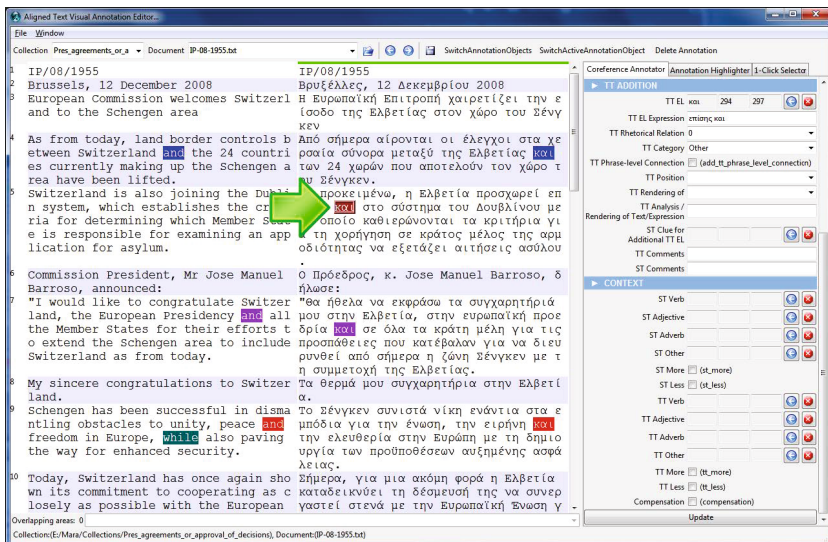 Aligned Text Visual Annotation Editor...
File Window
Collection Pres_agreements_or_a Document IP-08-1955.txt SwitchAnnotationObjects SwitchActiveAnnotationObject Delete Annotation
1 IP/08/1955
2 Brussels, 12 December 2008
3 European Commission welcomes Switzerl
and to the Schengen area
4 As from today, land border controls b
etween Switzerland and the 24 countri
es currently making up the Schengen a
rea have been lifted.
5 Switzerland is also joining the Dubli
n system, which establishes the cr
ria for determining which Member Stat
e is responsible for examining an app
lication for asylum.
6 Commission President, Mr Jose Manuel
Barroso, announced:
7 "I would like to congratulate Switzer
land, the European Presidency and all
the Member States for their efforts t
o extend the Schengen area to include
Switzerland as from today.
8 My sincere congratulations to Switzer
land.
9 Schengen has been successful in disma
ntling obstacles to unity, peace and
freedom in Europe, while also paving
the way for enhanced security.
10 Today, Switzerland has once again sho
wn its commitment to cooperating as c
losely as possible with the European
IP/08/1955
Βρυξέλλες, 12 Δεκεμβρίου 2008
Η Ευρωπαϊκή Επιτροπή χαιρετίζει την ε
ίσοδο της Ελβετίας στον χώρο του Σένγ
κεν
Από σήμερα αίρονται οι έλεγχοι στα χε
ρσαία σύνορα μεταξύ της Ελβετίας και
των 24 χωρών που αποτελούν τον χώρο τ
ου Σένγκεν.
προκειμένω, η Ελβετία προσχωρεί επ
και στο σύστημα του Δουβλίνου με
οποίο καθιερώνονται τα κριτήρια γι
α τη χορήγηση σε κράτος μέλος της αρμ
οδιότητας να εξετάζει αιτήσεις ασύλου
.
Ο Πρόεδρος, κ. Jose Manuel Barroso, δ
ήλωσε:
"Θα ήθελα να εκφράσω τα συγχαρητήριά
μου στην Ελβετία, στην ευρωπαϊκή προε
δρία και σε όλα τα κράτη μέλη για τις
προσπάθειες που κατέβαλαν για να διευ
ρυνθεί από σήμερα η ζώνη Σένγκεν με τ
η συμμετοχή της Ελβετίας.
Τα θερμά μου συγχαρητήρια στην Ελβετί
α.
Το Σένγκεν συνιστά νίκη ενάντια στα ε
μπόδια για την ένωση, την ειρήνη και
την ελευθερία στην Ευρώπη με τη δημιο
υργία των προϋποθέσεων αυξημένης ασφά
λειας.
Σήμερα, για μια ακόμη φορά η Ελβετία
καταδεικνύει τη δέσμευσή της να συνερ
γαστεί στενά με την Ευρωπαϊκή Ένωση γ
Coreference Annotator Annotation Highlighter 1-Click Selector
TT ADDITION
TT EL και 294 297
TT EL Expression επισης και
TT Rhetorical Relation 0
TT Category Other
TT Phrase-level Connection (add_tt_phrase_level_connection)
TT Position
TT Rendering of
TT Analysis /
Rendering of Text/Expression
ST Clue for
Additional TT EL
TT Comments
ST Comments
CONTEXT
ST Verb
ST Adjective
ST Adverb
ST Other
ST More (st_more)
ST Less (st_less)
TT Verb
TT Adjective
TT Adverb
TT Other
TT More (tt_more)
TT Less (tt_less)
Compensation (compensation)
Update
Overlapping areas: 0
Collection:(E:/Mara/Collections/Pres_agreements_or_approval_of_decisions), Document:(IP-08-1955.txt)